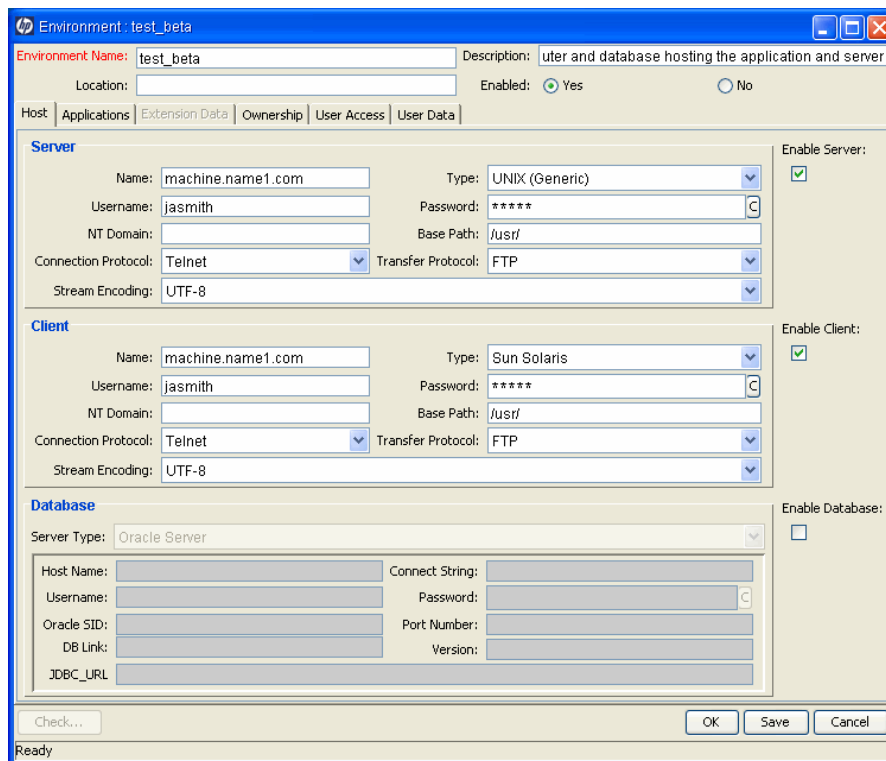 hp Environment : test_beta
Environment Name: test_beta Description: uter and database hosting the application and server
Location: Enabled: Yes No
Host Applications Extension Data Ownership User Access User Data
Server Enable Server:
Name: machine.name1.com Type: UNIX (Generic)
Username: jasmith Password: ***** C
NT Domain: Base Path: /usr/
Connection Protocol: Telnet Transfer Protocol: FTP
Stream Encoding: UTF-8
Client Enable Client:
Name: machine.name1.com Type: Sun Solaris
Username: jasmith Password: ***** C
NT Domain: Base Path: /usr/
Connection Protocol: Telnet Transfer Protocol: FTP
Stream Encoding: UTF-8
Database Enable Database:
Server Type: Oracle Server
Host Name: Connect String:
Username: Password: C
Oracle SID: Port Number:
DB Link: Version:
JDBC_URL
Check... OK Save Cancel
Ready